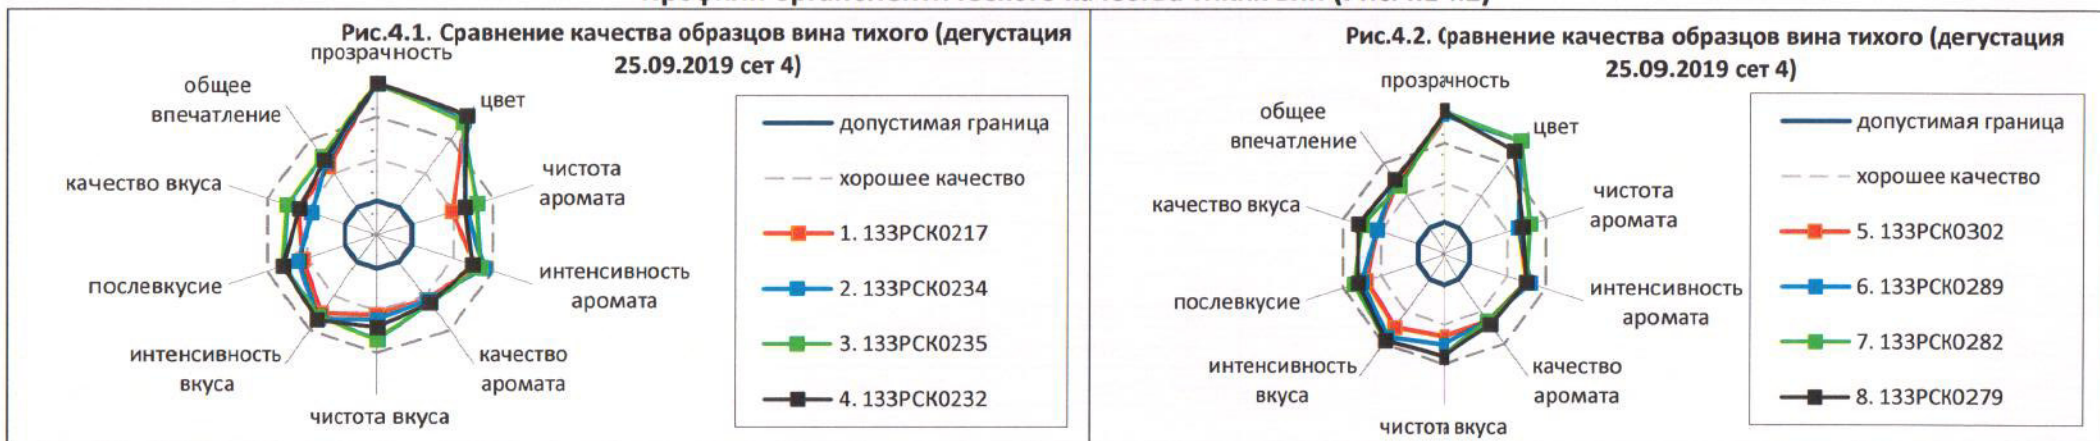 Рис.4.1. Сравнение качества образцов вина тихого (дегустация
25.09.2019 сет 4)
прозрачность
цвет
чистота
аромата
интенсивность
аромата
качество
аромата
чистота вкуса
интенсивность
вкуса
послевкусие
качество вкуса
общее
впечатление
допустимая граница
хорошее качество
1. 133РСК0217
2. 133РСК0234
3. 133РСК0235
4. 133РСК0232
Рис.4.2. Сравнение качества образцов вина тихого (дегустация
25.09.2019 сет 4)
прозрачность
цвет
чистота
аромата
интенсивность
аромата
качество
аромата
чистота вкуса
интенсивность
вкуса
послевкусие
качество вкуса
общее
впечатление
допустимая граница
хорошее качество
5. 133РСК0302
6. 133РСК0289
7. 133РСК0282
8. 133РСК0279